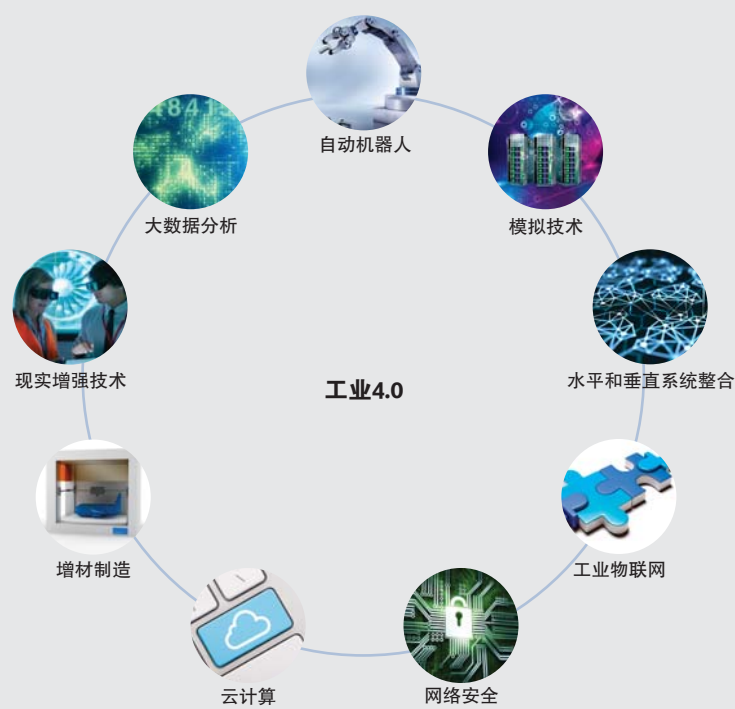 4841
自动机器人
大数据分析
模拟技术
现实增强技术
水平和垂直系统整合
工业4.0
增材制造
工业物联网
云计算
网络安全